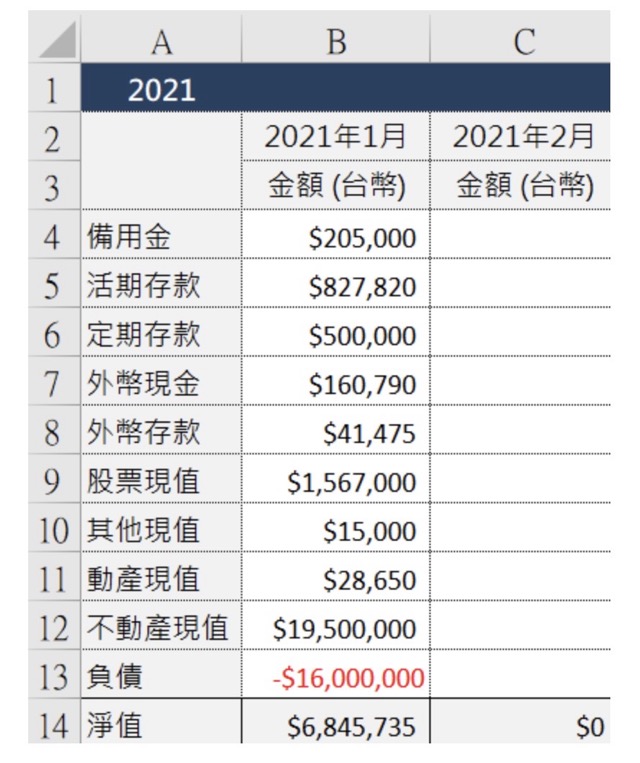 A B C
1 2021
2 2021年1月 2021年2月
3 金額 (台幣) 金額 (台幣)
4 備用金 $205,000
5 活期存款 $827,820
6 定期存款 $500,000
7 外幣現金 $160,790
8 外幣存款 $41,475
9 股票現值 $1,567,000
10 其他現值 $15,000
11 動產現值 $28,650
12 不動產現值 $19,500,000
13 負債 -$16,000,000
14 淨值 $6,845,735 $0